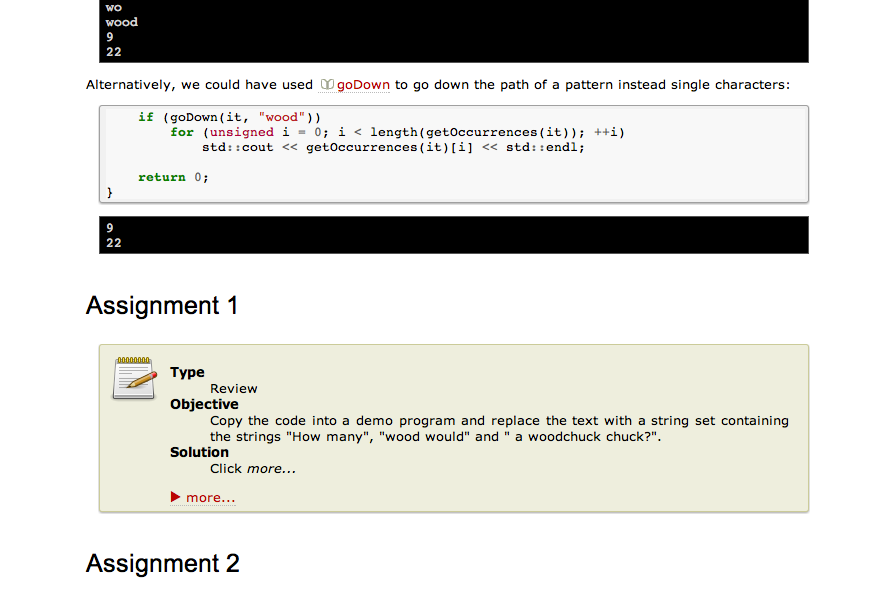 wo
wood
9
22
Alternatively, we could have used goDown to go down the path of a pattern instead single characters:
if (goDown(it, "wood"))
for (unsigned i = 0; i < length(getOccurrences(it)); ++i)
std::cout << getOccurrences(it)[i] << std::endl;
return 0;
}
9
22
Assignment 1
Type
Review
Objective
Copy the code into a demo program and replace the text with a string set containing
the strings "How many", "wood would" and " a woodchuck chuck?".
Solution
Click more...
more...
Assignment 2